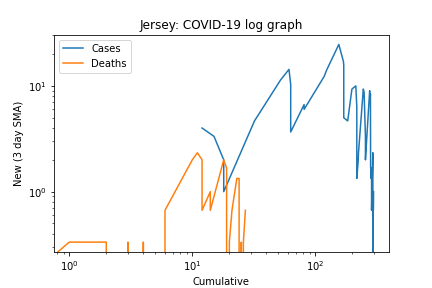 Jersey: COVID-19 log graph
Cases
Deaths
New (3 day SMA)
10¹
10⁰
10⁰ 10¹ 10²
Cumulative